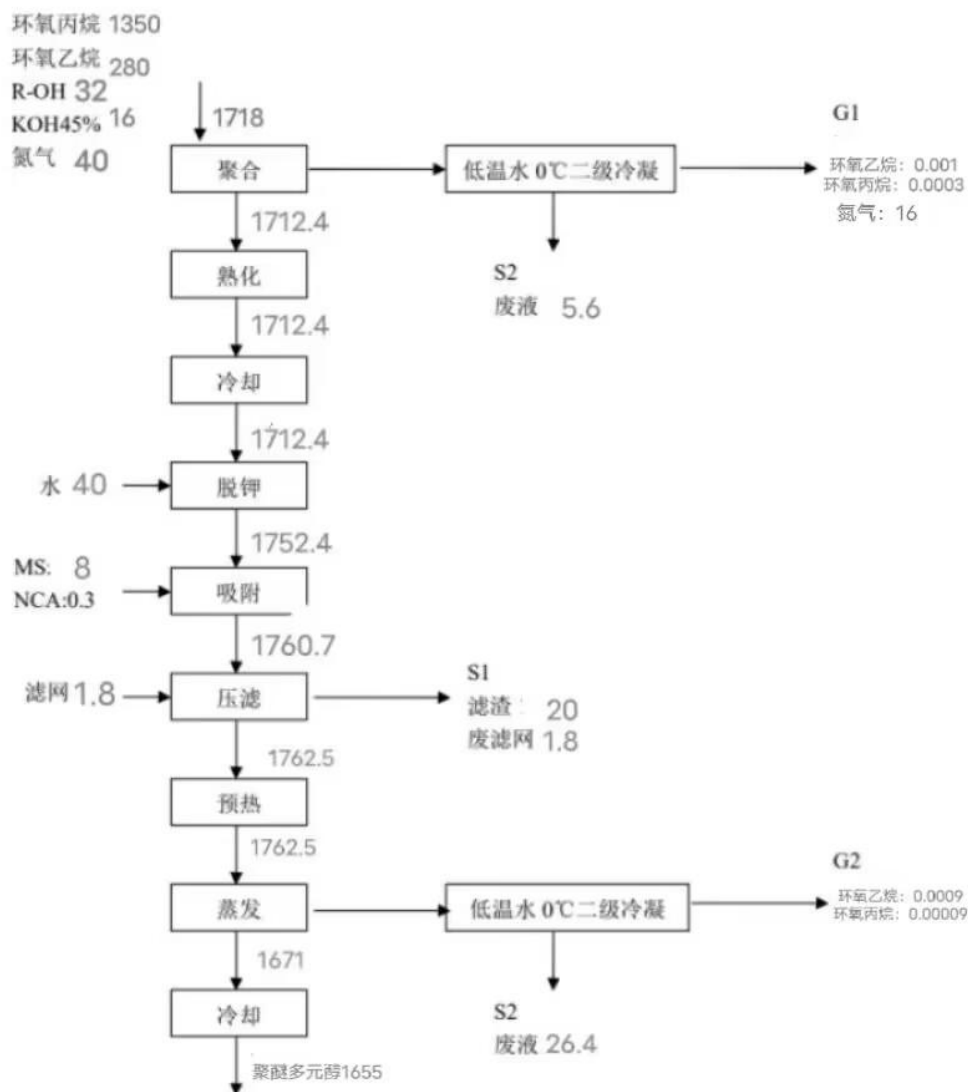 环氧丙烷 1350
环氧乙烷 280
R-OH 32
KOH45% 16
氮气 40
1718
G1
聚合
低温水 0℃二级冷凝
环氧乙烷：0.001
环氧丙烷：0.0003
氮气：16
1712.4
S2
废液 5.6
熟化
1712.4
冷却
1712.4
水 40
脱钾
1752.4
MS: 8
NCA:0.3
吸附
1760.7
滤网 1.8
压滤
S1
滤渣 20
废滤网 1.8
1762.5
预热
1762.5
G2
蒸发
低温水 0℃二级冷凝
环氧乙烷：0.0009
环氧丙烷：0.00009
1671
冷却
S2
废液 26.4
聚醚多元醇1655